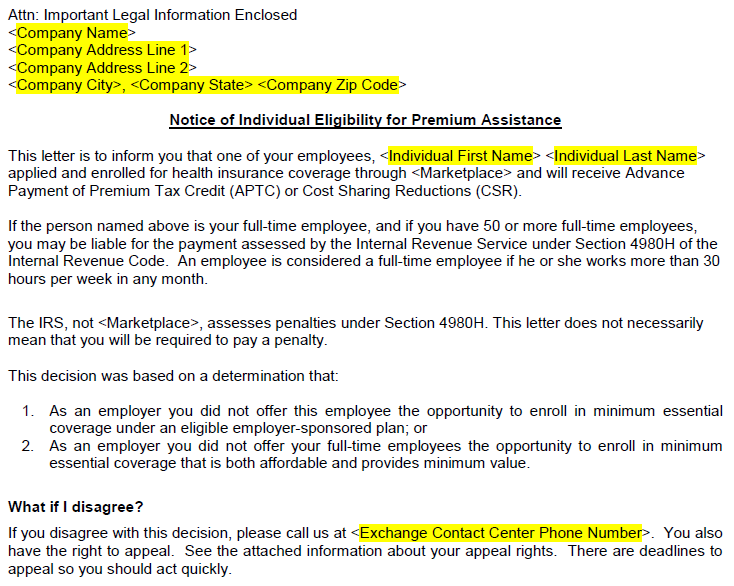 Attn: Important Legal Information Enclosed
<Company Name>
<Company Address Line 1>
<Company Address Line 2>
<Company City>, <Company State> <Company Zip Code>
Notice of Individual Eligibility for Premium Assistance
This letter is to inform you that one of your employees, <Individual First Name> <Individual Last Name>
applied and enrolled for health insurance coverage through <Marketplace> and will receive Advance
Payment of Premium Tax Credit (APTC) or Cost Sharing Reductions (CSR).
If the person named above is your full-time employee, and if you have 50 or more full-time employees,
you may be liable for the payment assessed by the Internal Revenue Service under Section 4980H of the
Internal Revenue Code.  An employee is considered a full-time employee if he or she works more than 30
hours per week in any month.
The IRS, not <Marketplace>, assesses penalties under Section 4980H. This letter does not necessarily
mean that you will be required to pay a penalty.
This decision was based on a determination that:
1. As an employer you did not offer this employee the opportunity to enroll in minimum essential
coverage under an eligible employer-sponsored plan; or
2. As an employer you did not offer your full-time employees the opportunity to enroll in minimum
essential coverage that is both affordable and provides minimum value.
What if I disagree?
If you disagree with this decision, please call us at <Exchange Contact Center Phone Number>.  You also
have the right to appeal.  See the attached information about your appeal rights.  There are deadlines to
appeal so you should act quickly.